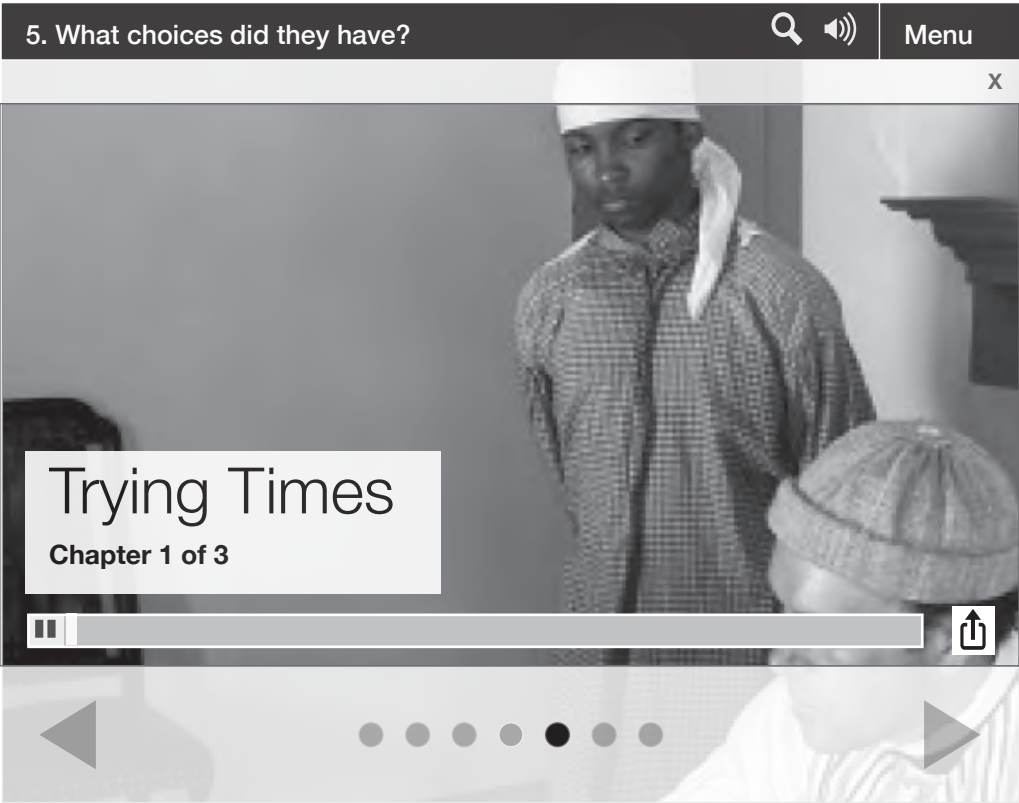 5. What choices did they have?
Menu
x
Trying Times
Chapter 1 of 3